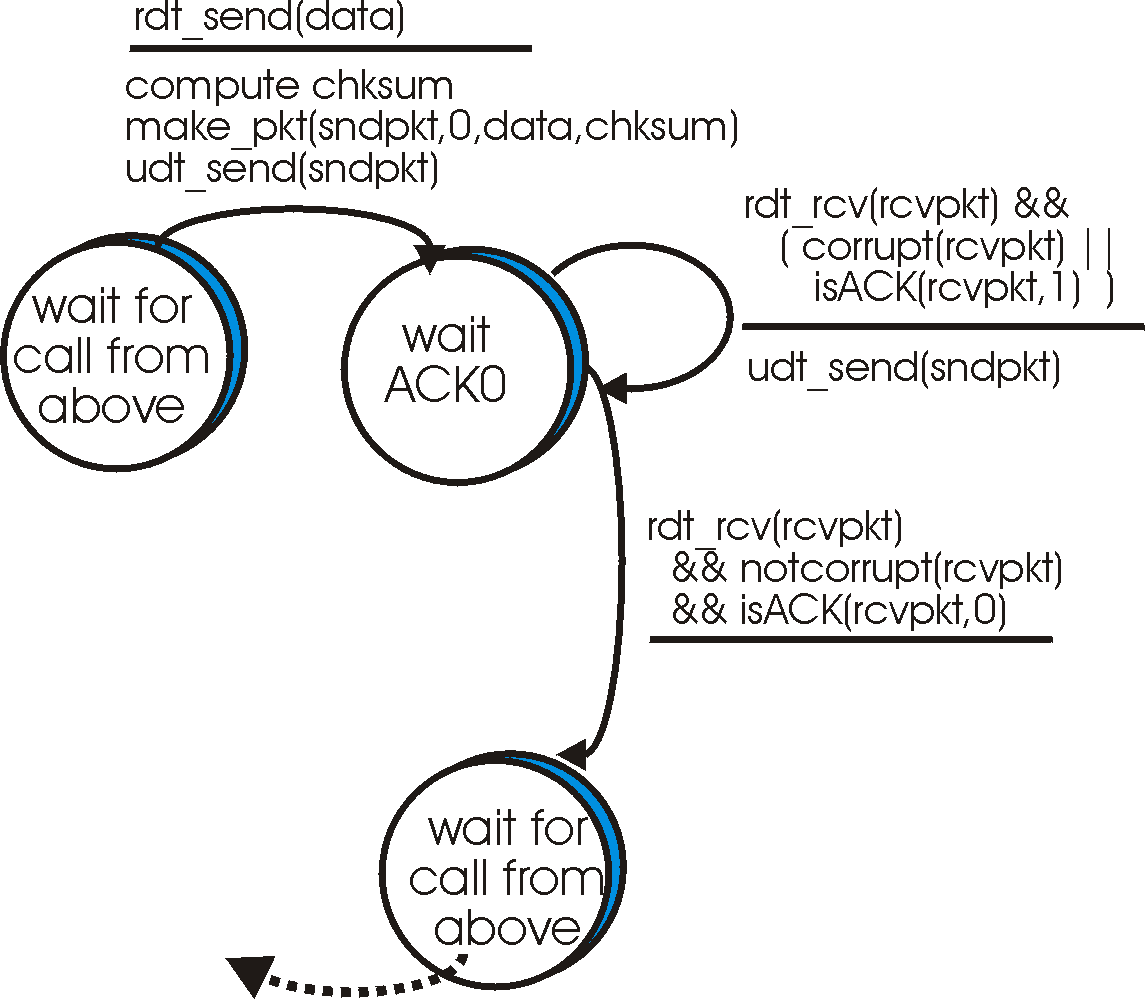 rdt_send(data)
compute chksum
make_pkt(sndpkt,0,data,chksum)
udt_send(sndpkt)
rdt_rcv(rcvpkt) &&
( corrupt(rcvpkt) ||
isACK(rcvpkt,1) )
udt_send(sndpkt)
wait for
call from
above
wait
ACK0
rdt_rcv(rcvpkt)
&& notcorrupt(rcvpkt)
&& isACK(rcvpkt,0)
wait for
call from
above